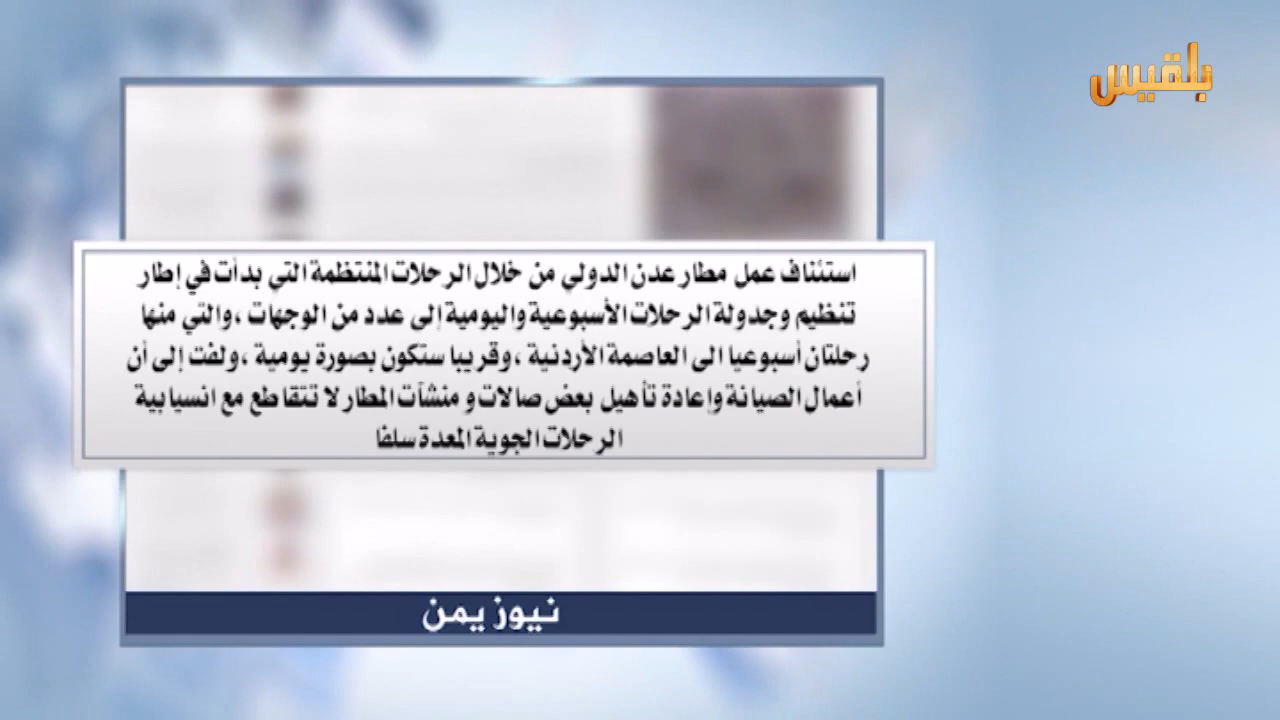 بلقيس
استئناف عمل مطار عدن الدولي من خلال الرحلات المنتظمة التي بدأت في إطار
تنظيم وجدولة الرحلات الأسبوعية واليومية إلى عدد من الوجهات ،والتي منها
رحلتان أسبوعيا الى العاصمة الأردنية ،وقريبا ستكون بصورة يومية ،ولفت إلى أن
أعمال الصيانة وإعادة تأهيل بعض صالات و منشآت المطار لا تتقاطع مع انسيابية
الرحلات الجوية المعدة سلفا
نيوز يمن